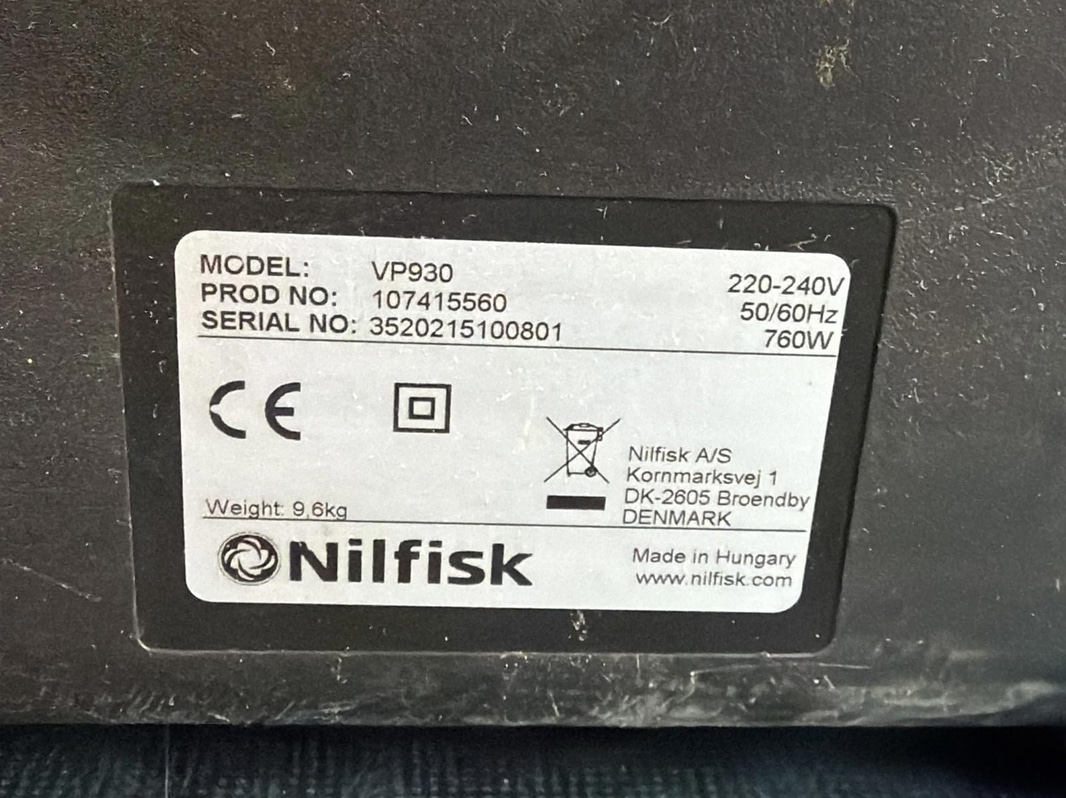 MODEL: VP930 220-240V
PROD NO: 107415560 50/60Hz
SERIAL NO: 3520215100801 760W
CE
Nilfisk A/S
Kornmarksvej 1
DK-2605 Broendby
DENMARK
Weight: 9,6kg
Nilfisk
Made in Hungary
www.nilfisk.com